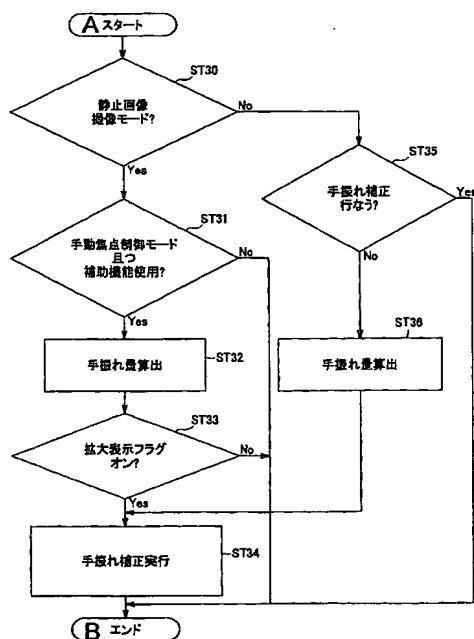 A スタート
ST30
静止画像
撮像モード?
No
Yes
ST35
手振れ補正
行なう?
Yes
No
ST31
手動焦点制御モード
且つ
補助機能使用?
No
Yes
ST36
手振れ量算出
手振れ量算出
ST32
ST33
拡大表示フラグ
オン?
No
Yes
手振れ補正実行
ST34
B エンド